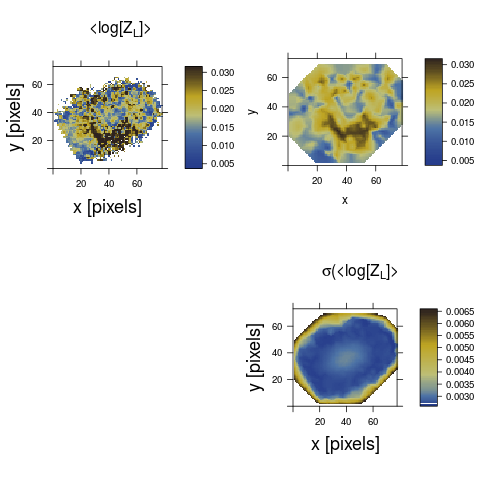 <log[Z_L]>
60
40
20
20 40 60
y [pixels]
x [pixels]
0.030
0.025
0.020
0.015
0.010
0.005
60
40
20
20 40 60
y
x
0.030
0.025
0.020
0.015
0.010
0.005
σ(<log[Z_L]>
60
40
20
20 40 60
y [pixels]
x [pixels]
0.0065
0.0060
0.0055
0.0050
0.0045
0.0040
0.0035
0.0030